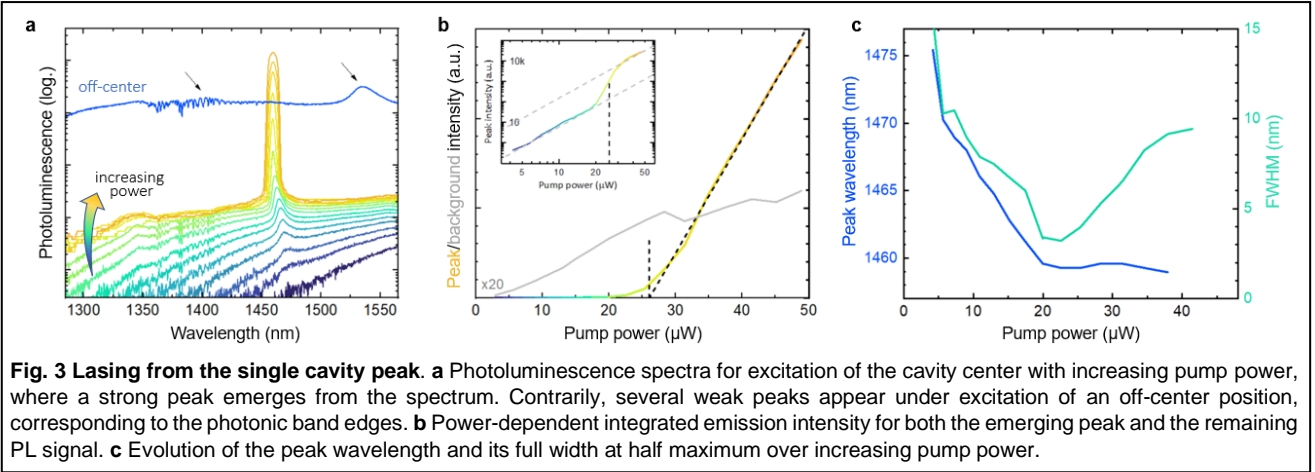 a
Photoluminescence (log.)
off-center
increasing
power
1300
1350
1400
1450
1500
1550
Wavelength (nm)
b
Peak/background intensity (a.u.)
Peak intensity (a.u.)
10k
10
5
10
20
50
Pump power (µW)
x20
0
10
20
30
40
50
Pump power (µW)
c
Peak wavelength (nm)
1475
1470
1465
1460
15
10
5
0
FWHM (nm)
0
10
20
30
40
Pump power (µW)
Fig. 3 Lasing from the single cavity peak. a Photoluminescence spectra for excitation of the cavity center with increasing pump power,
where a strong peak emerges from the spectrum. Contrarily, several weak peaks appear under excitation of an off-center position,
corresponding to the photonic band edges. b Power-dependent integrated emission intensity for both the emerging peak and the remaining
PL signal. c Evolution of the peak wavelength and its full width at half maximum over increasing pump power.